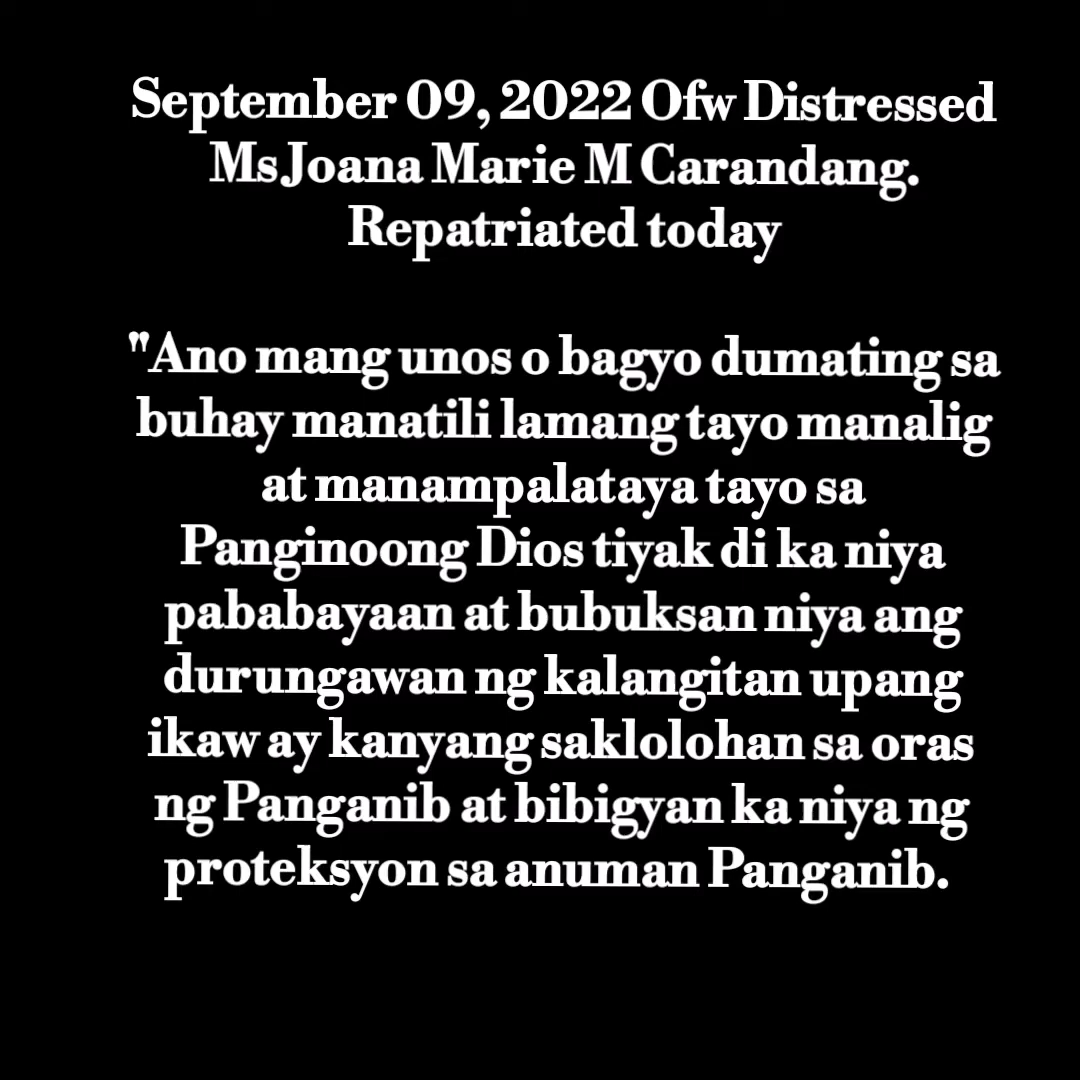 September 09, 2022 Ofw Distressed
Ms Joana Marie M Carandang.
Repatriated today
"Ano mang unos o bagyo dumating sa
buhay manatili lamang tayo manalig
at manampalataya tayo sa
Panginoong Dios tiyak di ka niya
pababayaan at bubuksan niya ang
durungawan ng kalangitan upang
ikaw ay kanyang saklolohan sa oras
ng Panganib at bibigyan ka niya ng
proteksyon sa anuman Panganib.